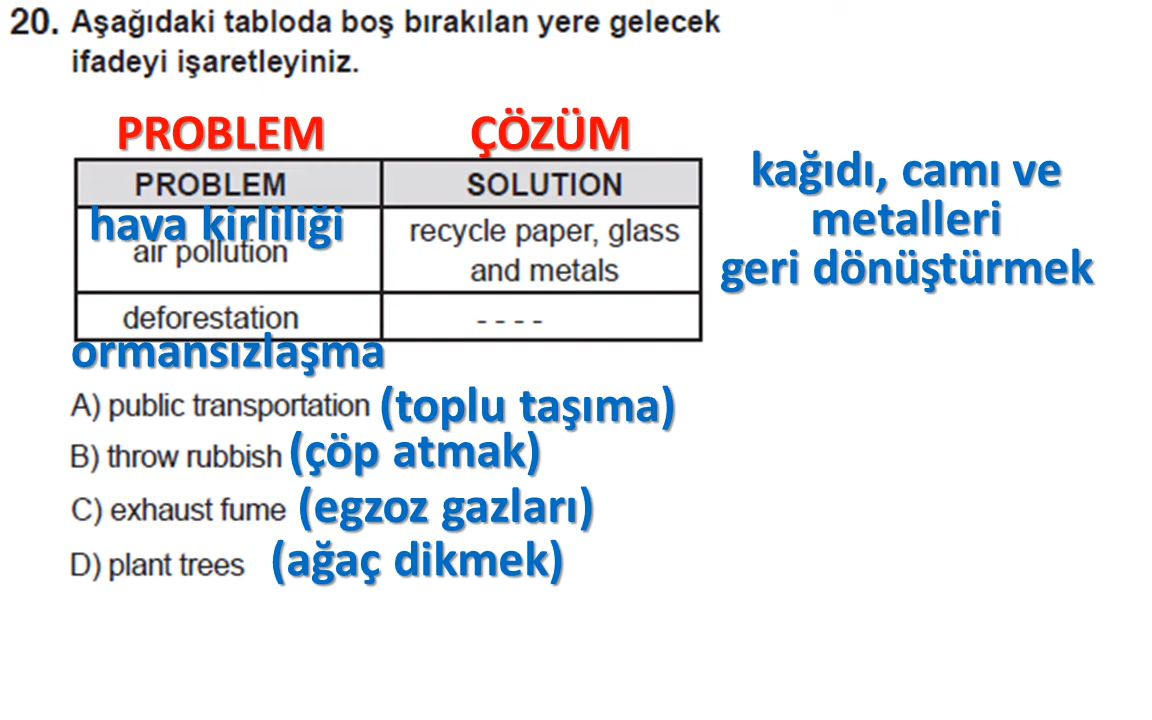 20. Aşağıdaki tabloda boş bırakılan yere gelecek
ifadeyi işaretleyiniz.
PROBLEM ÇÖZÜM
PROBLEM SOLUTION
hava kirliliği
air pollution
recycle paper, glass
and metals
kağıdı, camı ve
metalleri
geri dönüştürmek
deforestation - - - -
ormansızlaşma
A) public transportation (toplu taşıma)
B) throw rubbish (çöp atmak)
C) exhaust fume (egzoz gazları)
D) plant trees (ağaç dikmek)